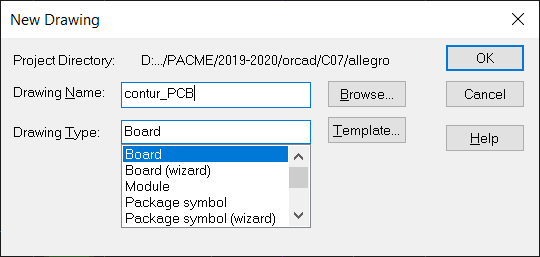 New Drawing
Project Directory: D:.../PACME/2019-2020/orcad/C07/allegro OK
Drawing Name: contur_PCB Browse... Cancel
Drawing Type: Board Template... Help
Board
Board (wizard)
Module
Package symbol
Package symbol (wizard)